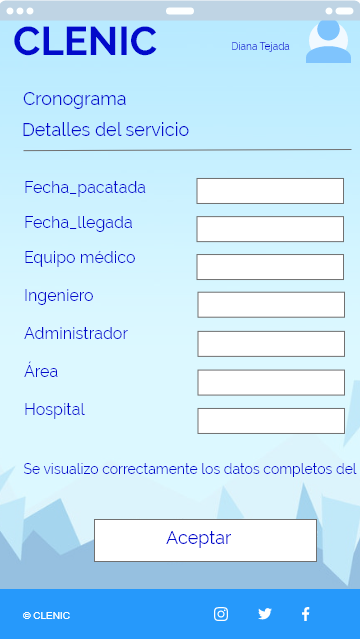 CLENIC
Diana Tejada
Cronograma
Detalles del servicio
Fecha_pacatada
Fecha_llegada
Equipo médico
Ingeniero
Administrador
Área
Hospital
Se visualizo correctamente los datos completos del
Aceptar
© CLENIC